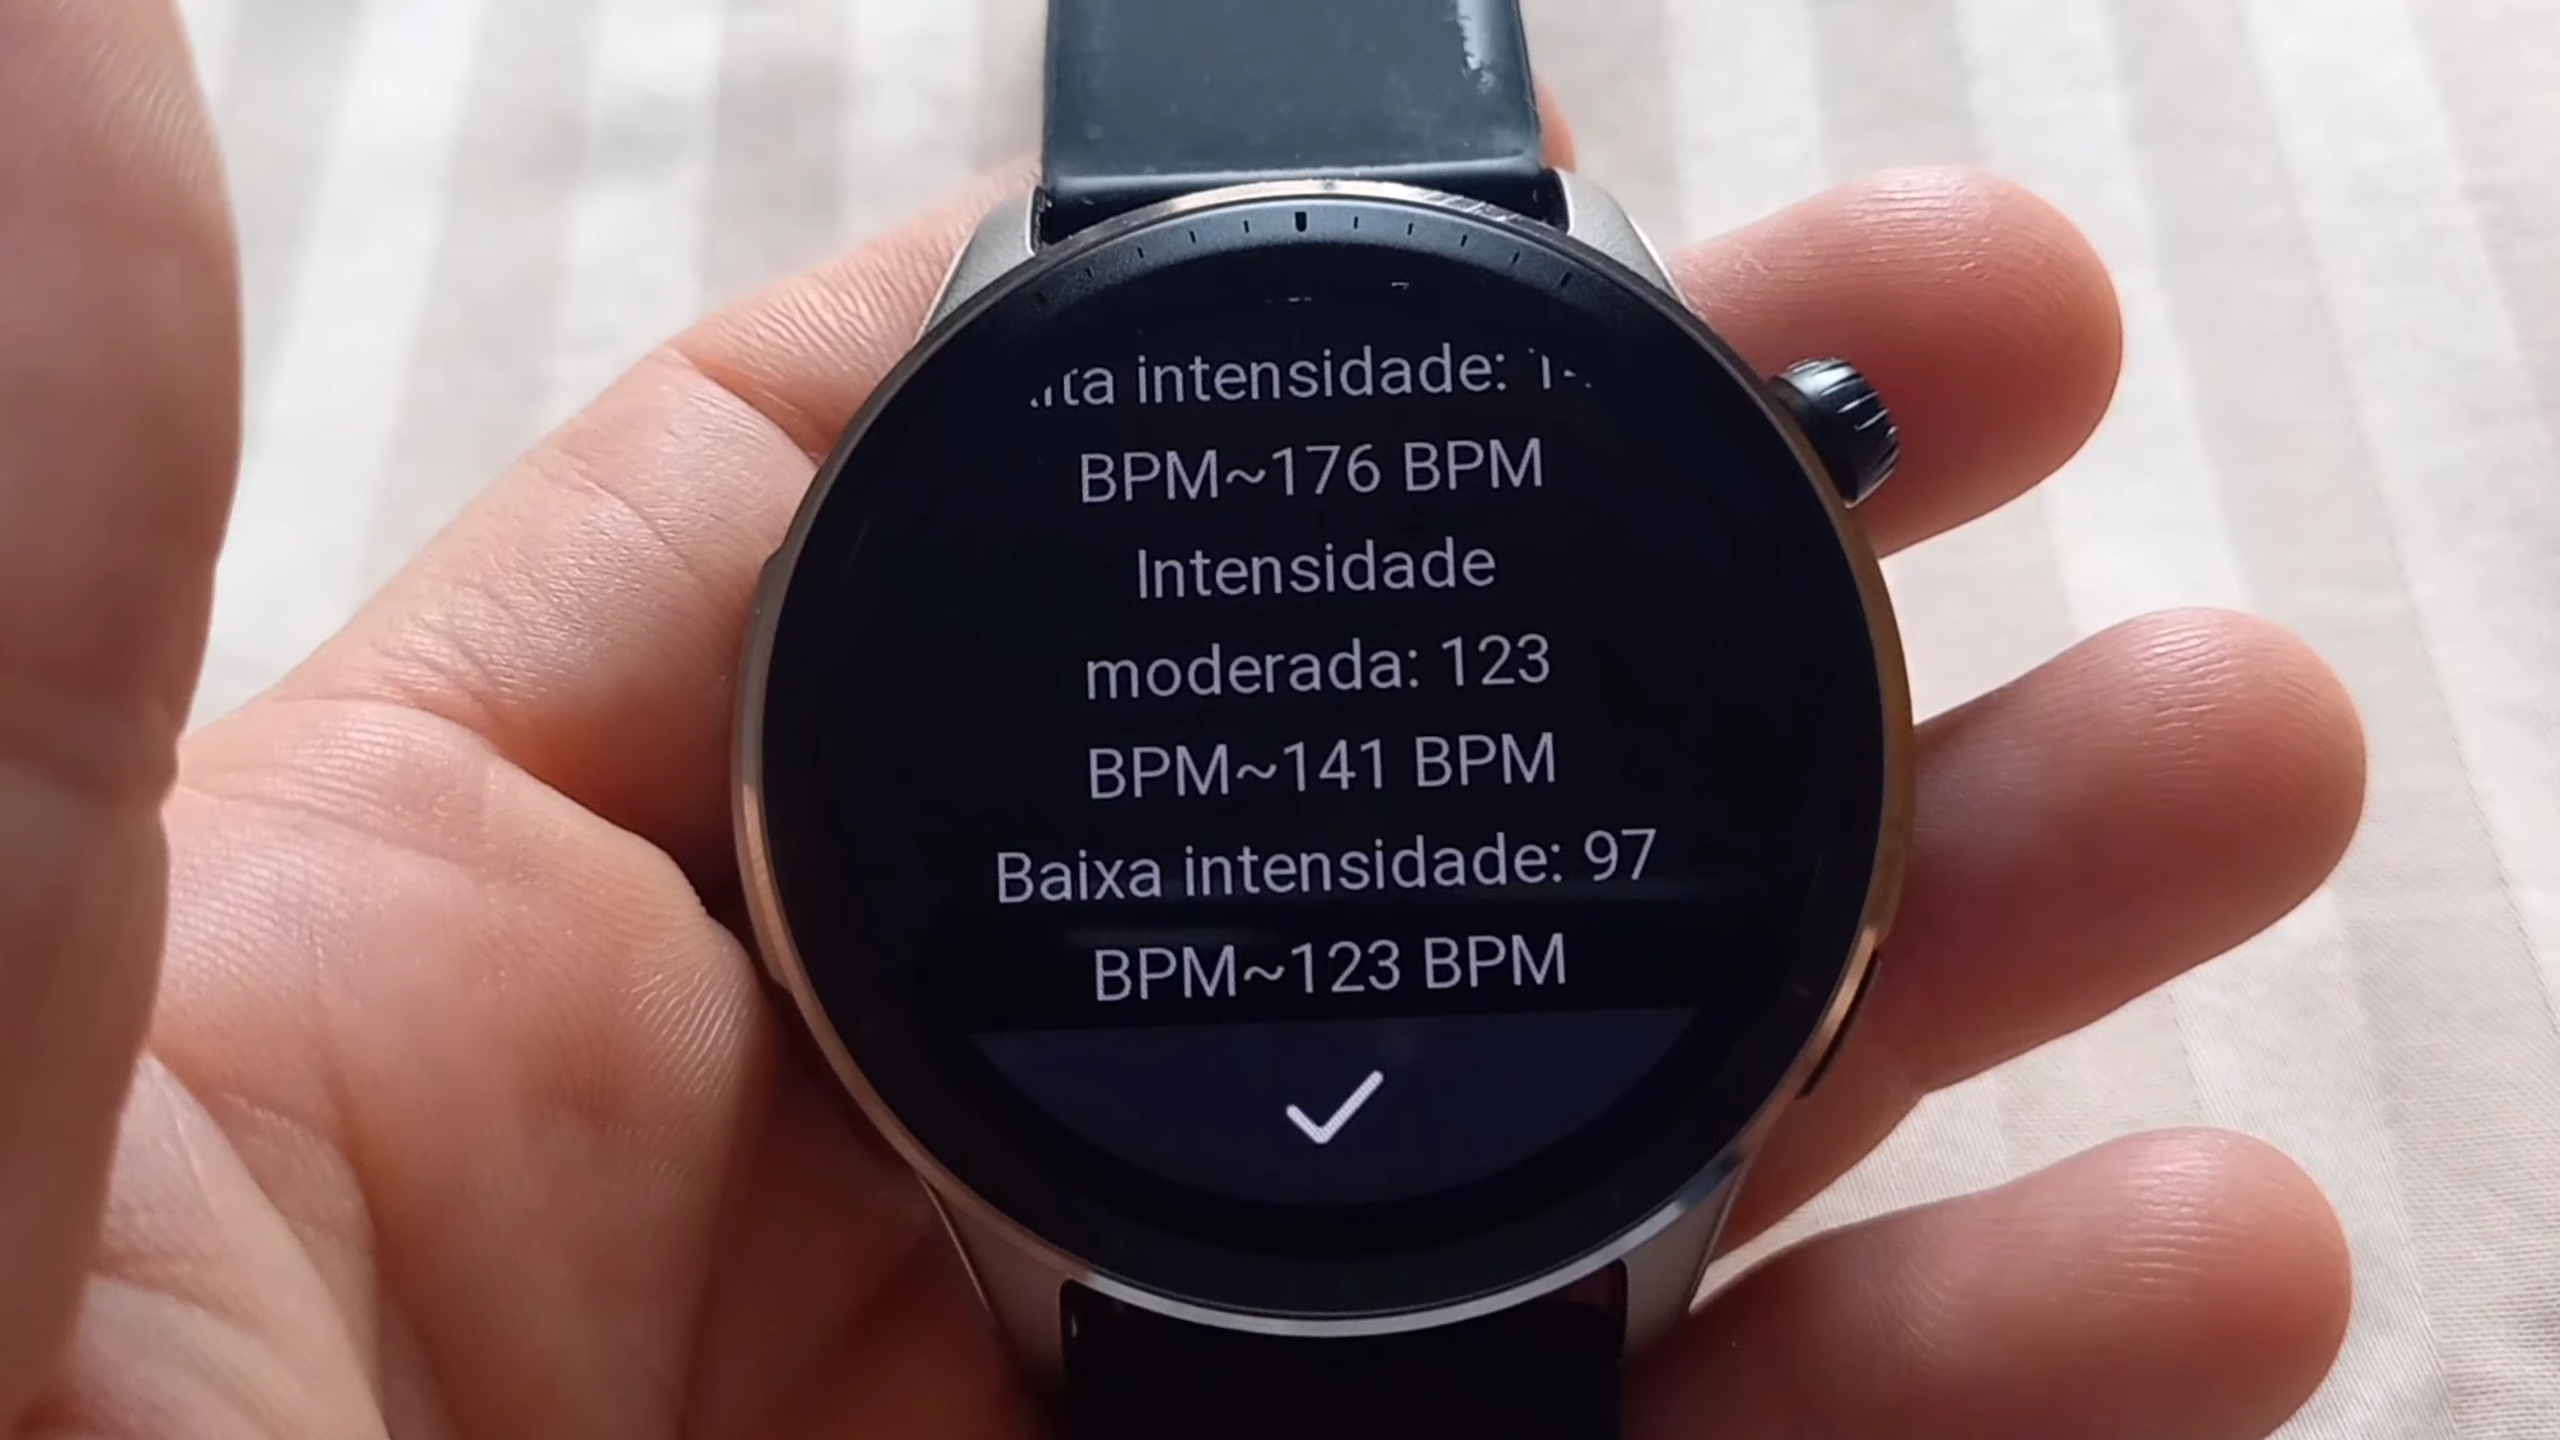 intensidade:
BPM~176 BPM
Intensidade
moderada: 123
BPM~141 BPM
Baixa intensidade: 97
BPM~123 BPM